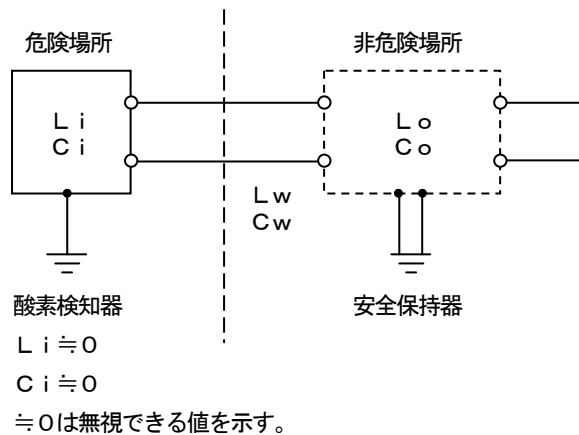 危険場所
非危険場所
Ｌｉ
Ｃｉ
Ｌｏ
Ｃｏ
Ｌｗ
Ｃｗ
酸素検知器
安全保持器
Ｌｉ≒０
Ｃｉ≒０
≒０は無視できる値を示す。